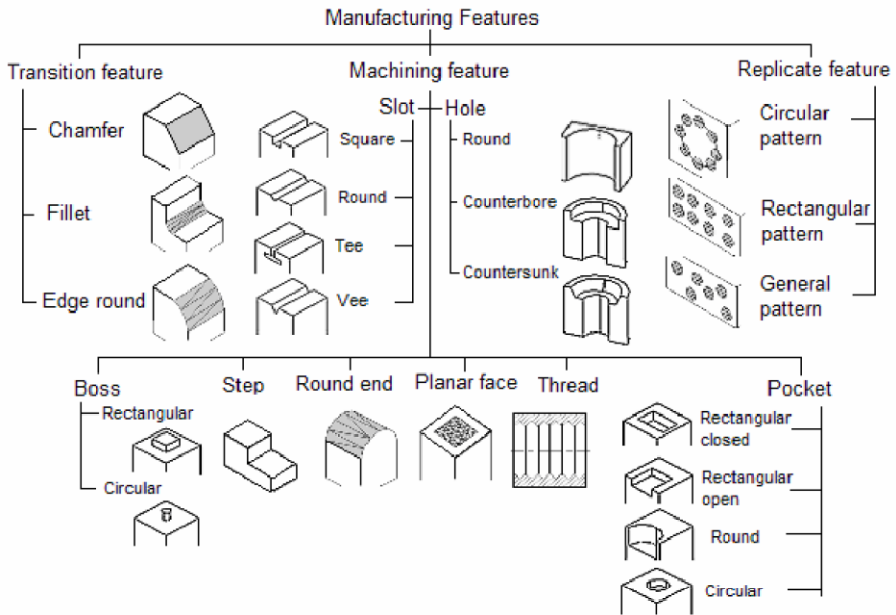 Manufacturing Features
Transition feature
Machining feature
Replicate feature
Chamfer
Fillet
Edge round
Slot
Square
Round
Tee
Vee
Hole
Round
Counterbore
Countersunk
Circular
pattern
Rectangular
pattern
General
pattern
Boss
Rectangular
Circular
Step
Round end
Planar face
Thread
Pocket
Rectangular
closed
Rectangular
open
Round
Circular